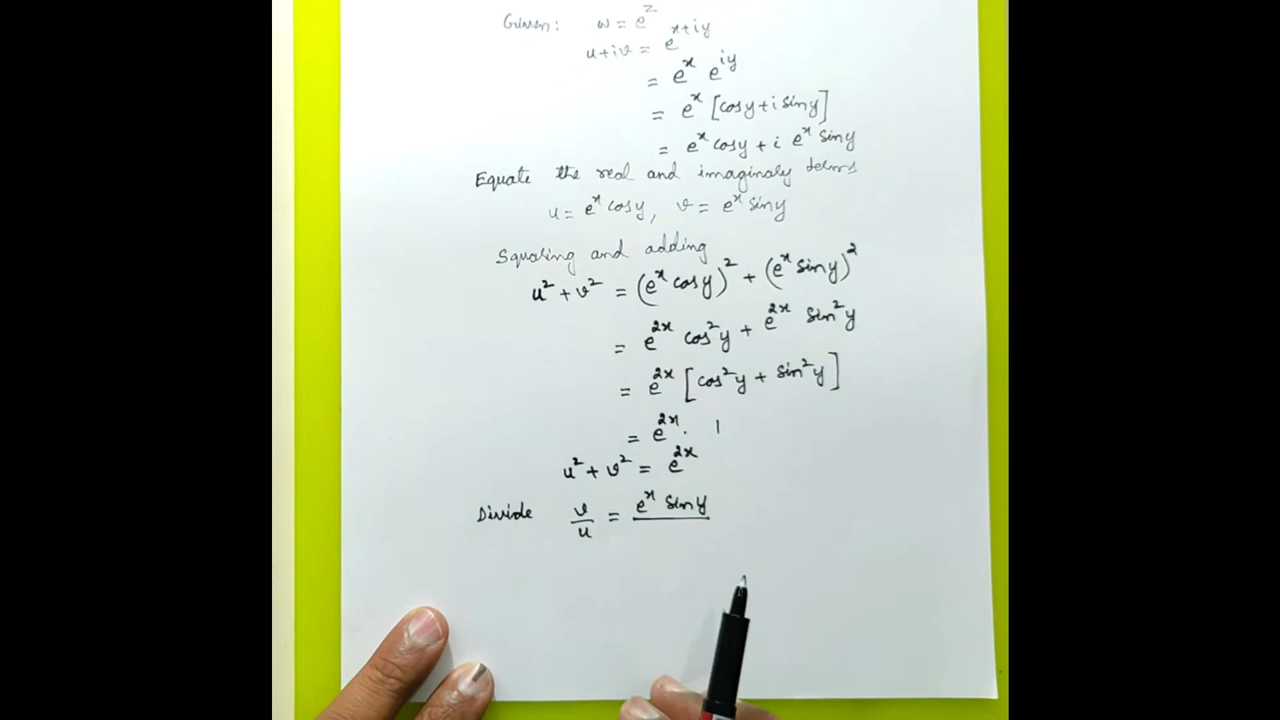 Given: w = e^z
u+iv = e^{x+iy}
= e^x e^{iy}
= e^x [cosy + i siny]
= e^x cosy + i e^x siny
Equate the real and imaginary terms
u = e^x cosy, v = e^x siny
Squaring and adding
u² + v² = (e^x cosy)² + (e^x siny)²
= e^{2x} cos²y + e^{2x} sin²y
= e^{2x} [cos²y + sin²y]
= e^{2x} . 1
u² + v² = e^{2x}
Divide v/u = e^x siny